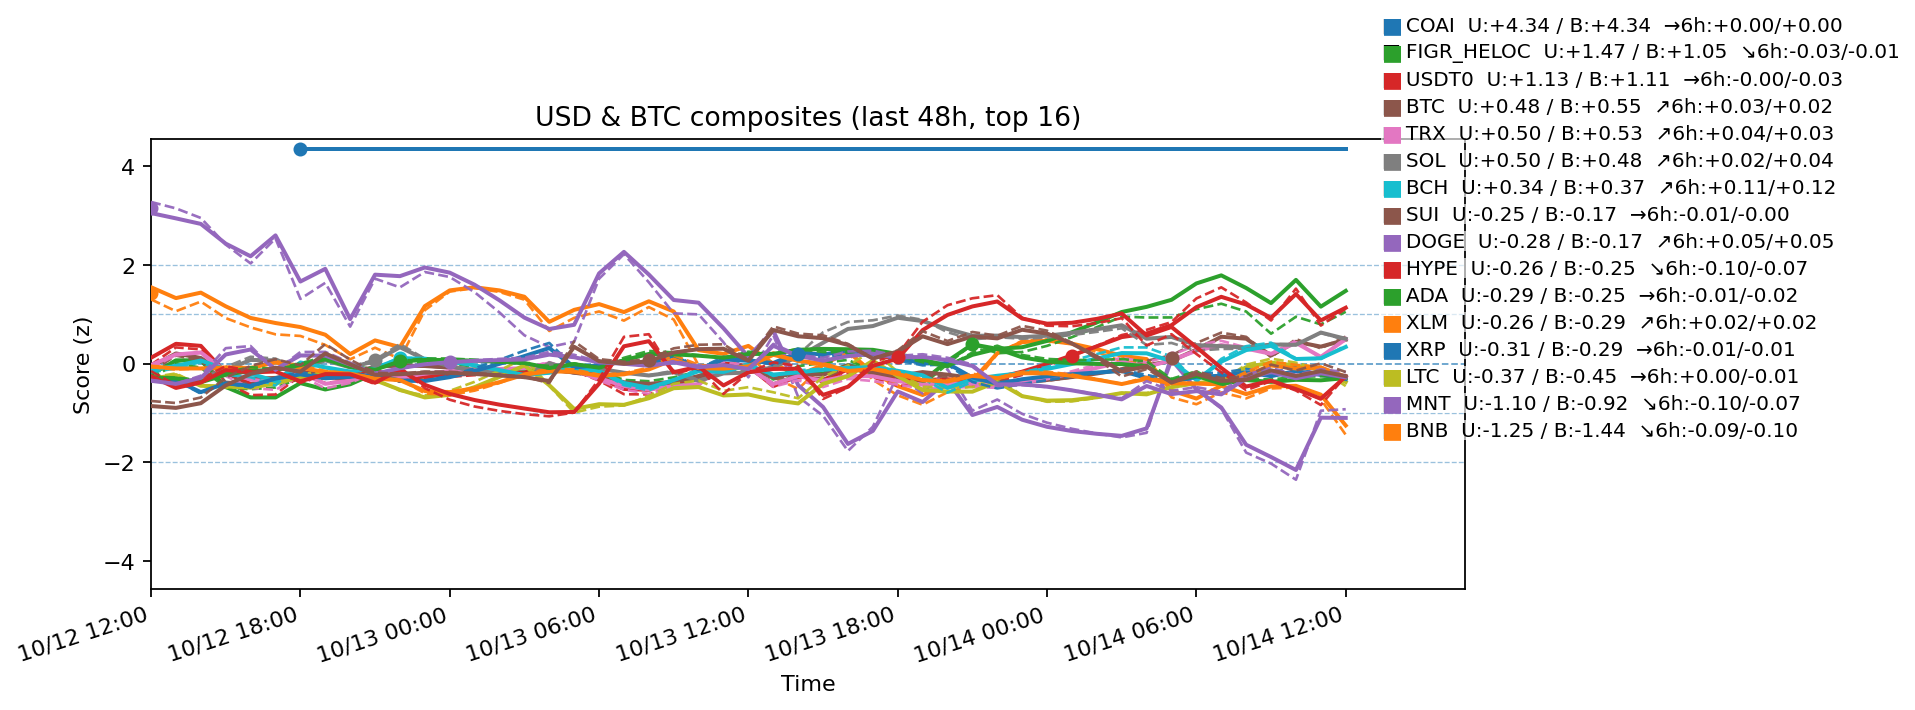 COAI  U:+4.34 / B:+4.34  →6h:+0.00/+0.00
FIGR_HELOC  U:+1.47 / B:+1.05  ↘6h:-0.03/-0.01
USDT0  U:+1.13 / B:+1.11  →6h:-0.00/-0.03
BTC  U:+0.48 / B:+0.55  ↗6h:+0.03/+0.02
TRX  U:+0.50 / B:+0.53  ↗6h:+0.04/+0.03
SOL  U:+0.50 / B:+0.48  ↗6h:+0.02/+0.04
BCH  U:+0.34 / B:+0.37  ↗6h:+0.11/+0.12
SUI  U:-0.25 / B:-0.17  →6h:-0.01/-0.00
DOGE  U:-0.28 / B:-0.17  ↗6h:+0.05/+0.05
HYPE  U:-0.26 / B:-0.25  ↘6h:-0.10/-0.07
ADA  U:-0.29 / B:-0.25  →6h:-0.01/-0.02
XLM  U:-0.26 / B:-0.29  ↗6h:+0.02/+0.02
XRP  U:-0.31 / B:-0.29  →6h:-0.01/-0.01
LTC  U:-0.37 / B:-0.45  →6h:+0.00/-0.01
MNT  U:-1.10 / B:-0.92  ↘6h:-0.10/-0.07
BNB  U:-1.25 / B:-1.44  ↘6h:-0.09/-0.10
USD & BTC composites (last 48h, top 16)
Score (z)
4
2
0
−2
−4
10/12 12:00
10/12 18:00
10/13 00:00
10/13 06:00
10/13 12:00
10/13 18:00
10/14 00:00
10/14 06:00
10/14 12:00
Time